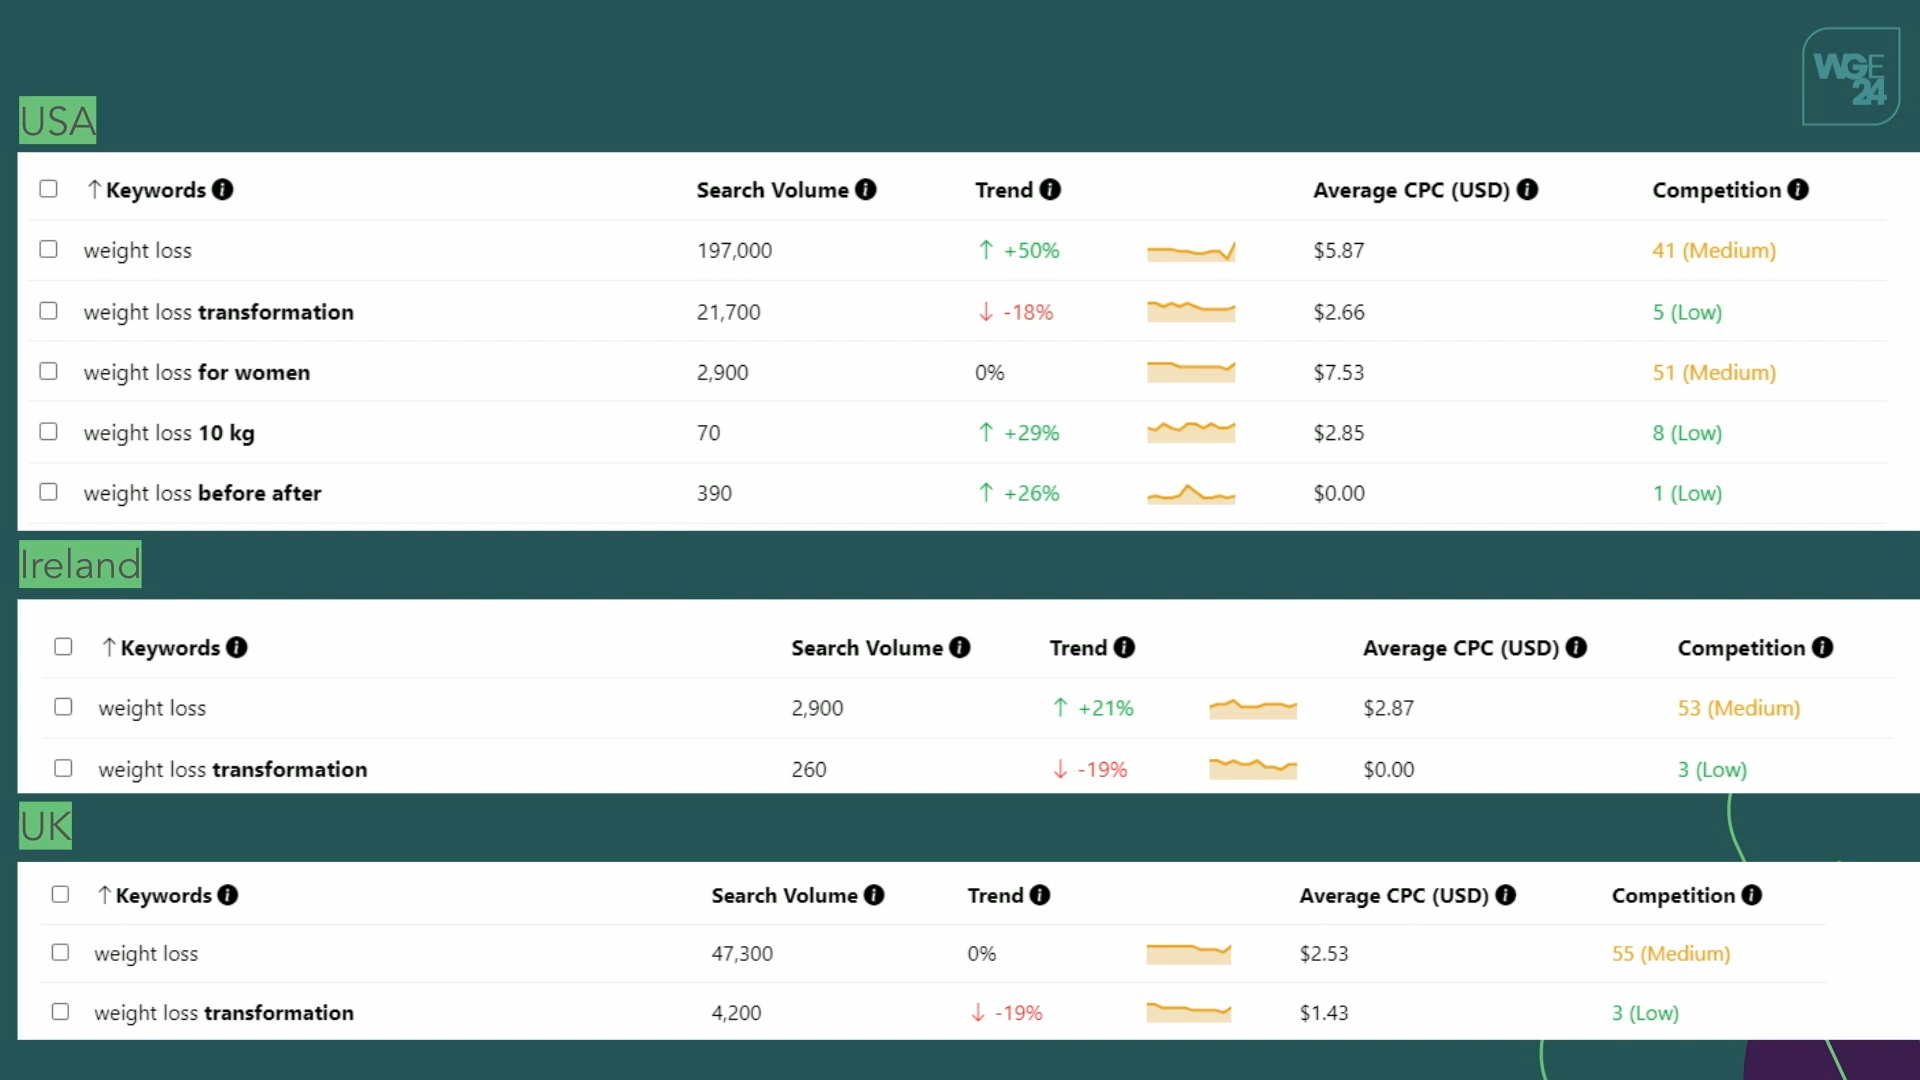 WGE
24
USA
↑ Keywords Search Volume Trend Average CPC (USD) Competition
weight loss 197,000 ↑ +50% $5.87 41 (Medium)
weight loss transformation 21,700 ↓ -18% $2.66 5 (Low)
weight loss for women 2,900 0% $7.53 51 (Medium)
weight loss 10 kg 70 ↑ +29% $2.85 8 (Low)
weight loss before after 390 ↑ +26% $0.00 1 (Low)
Ireland
↑ Keywords Search Volume Trend Average CPC (USD) Competition
weight loss 2,900 ↑ +21% $2.87 53 (Medium)
weight loss transformation 260 ↓ -19% $0.00 3 (Low)
UK
↑ Keywords Search Volume Trend Average CPC (USD) Competition
weight loss 47,300 0% $2.53 55 (Medium)
weight loss transformation 4,200 ↓ -19% $1.43 3 (Low)